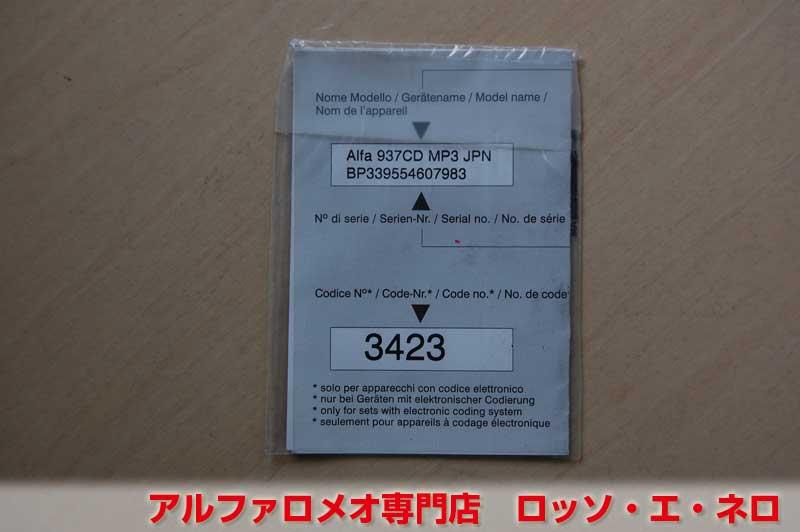 Nome Modello / Gerätename / Model name /
Nom de l'appareil
Alfa 937CD MP3 JPN
BP339554607983
Nº di serie / Serien-Nr. / Serial no. / No. de série
Codice Nº* / Code-Nr.* / Code no.* / No. de code*
3423
* solo per apparecchi con codice elettronico
* nur bei Geräten mit elektronischer Codierung
* only for sets with electronic coding system
* seulement pour appareils à codage électronique
アルファロメオ専門店　ロッソ・エ・ネロ